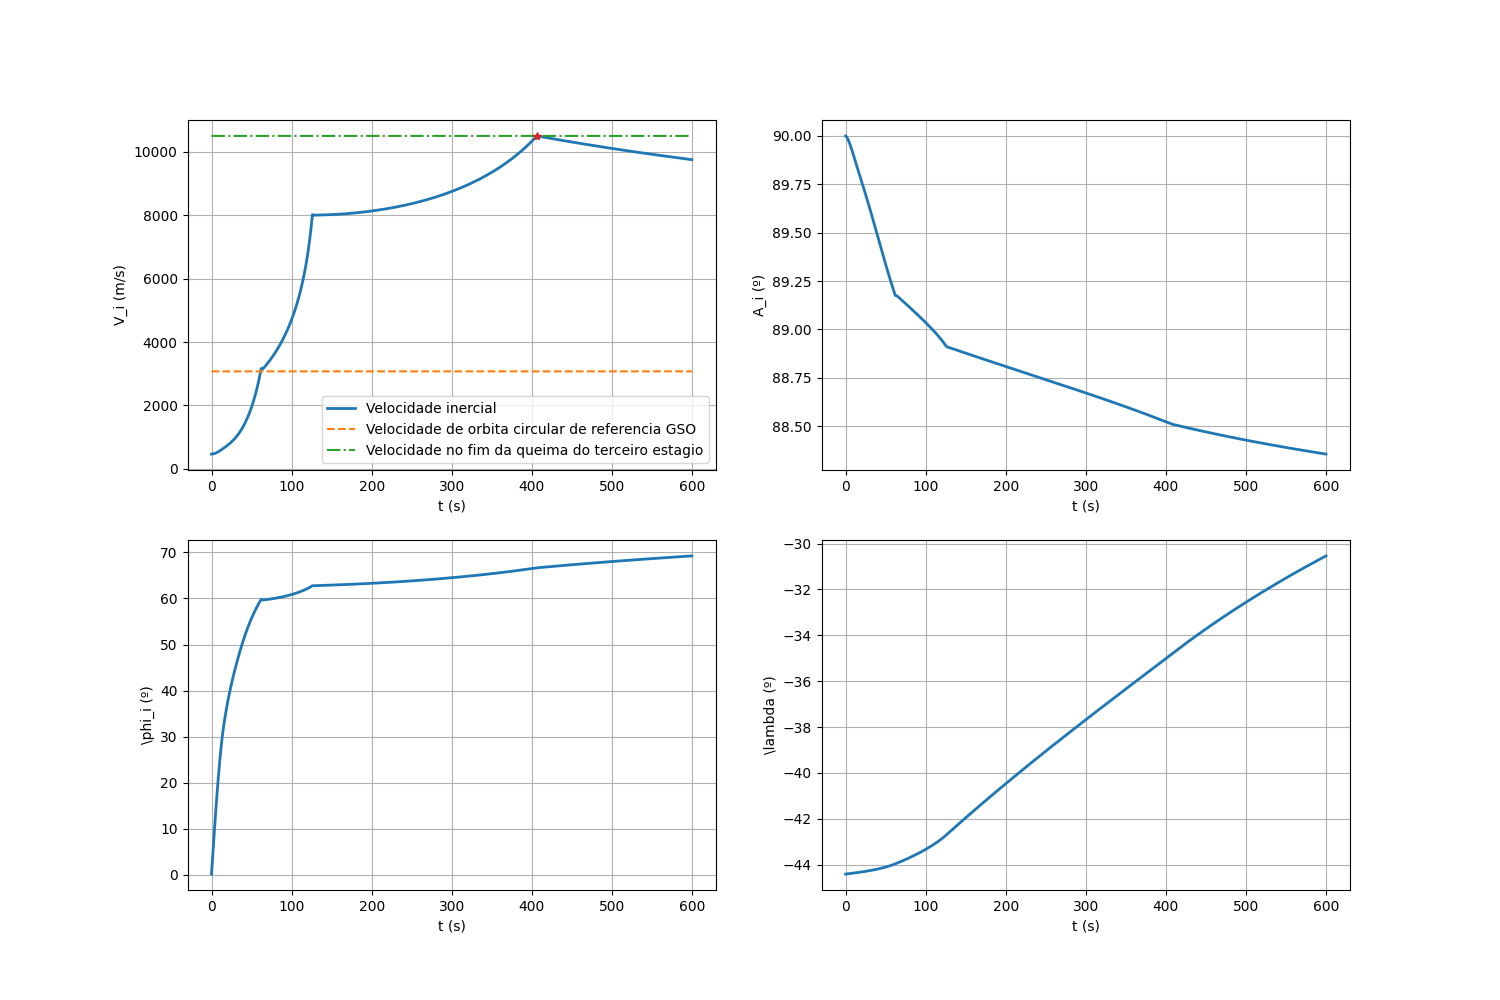 10000
8000
6000
4000
2000
0
V_i (m/s)
Velocidade inercial
Velocidade de orbita circular de referencia GSO
Velocidade no fim da queima do terceiro estagio
0 100 200 300 400 500 600
t (s)
90.00
89.75
89.50
89.25
89.00
88.75
88.50
A_i (º)
0 100 200 300 400 500 600
t (s)
70
60
50
40
30
20
10
0
\phi_i (º)
0 100 200 300 400 500 600
t (s)
−30
−32
−34
−36
−38
−40
−42
−44
\lambda (º)
0 100 200 300 400 500 600
t (s)